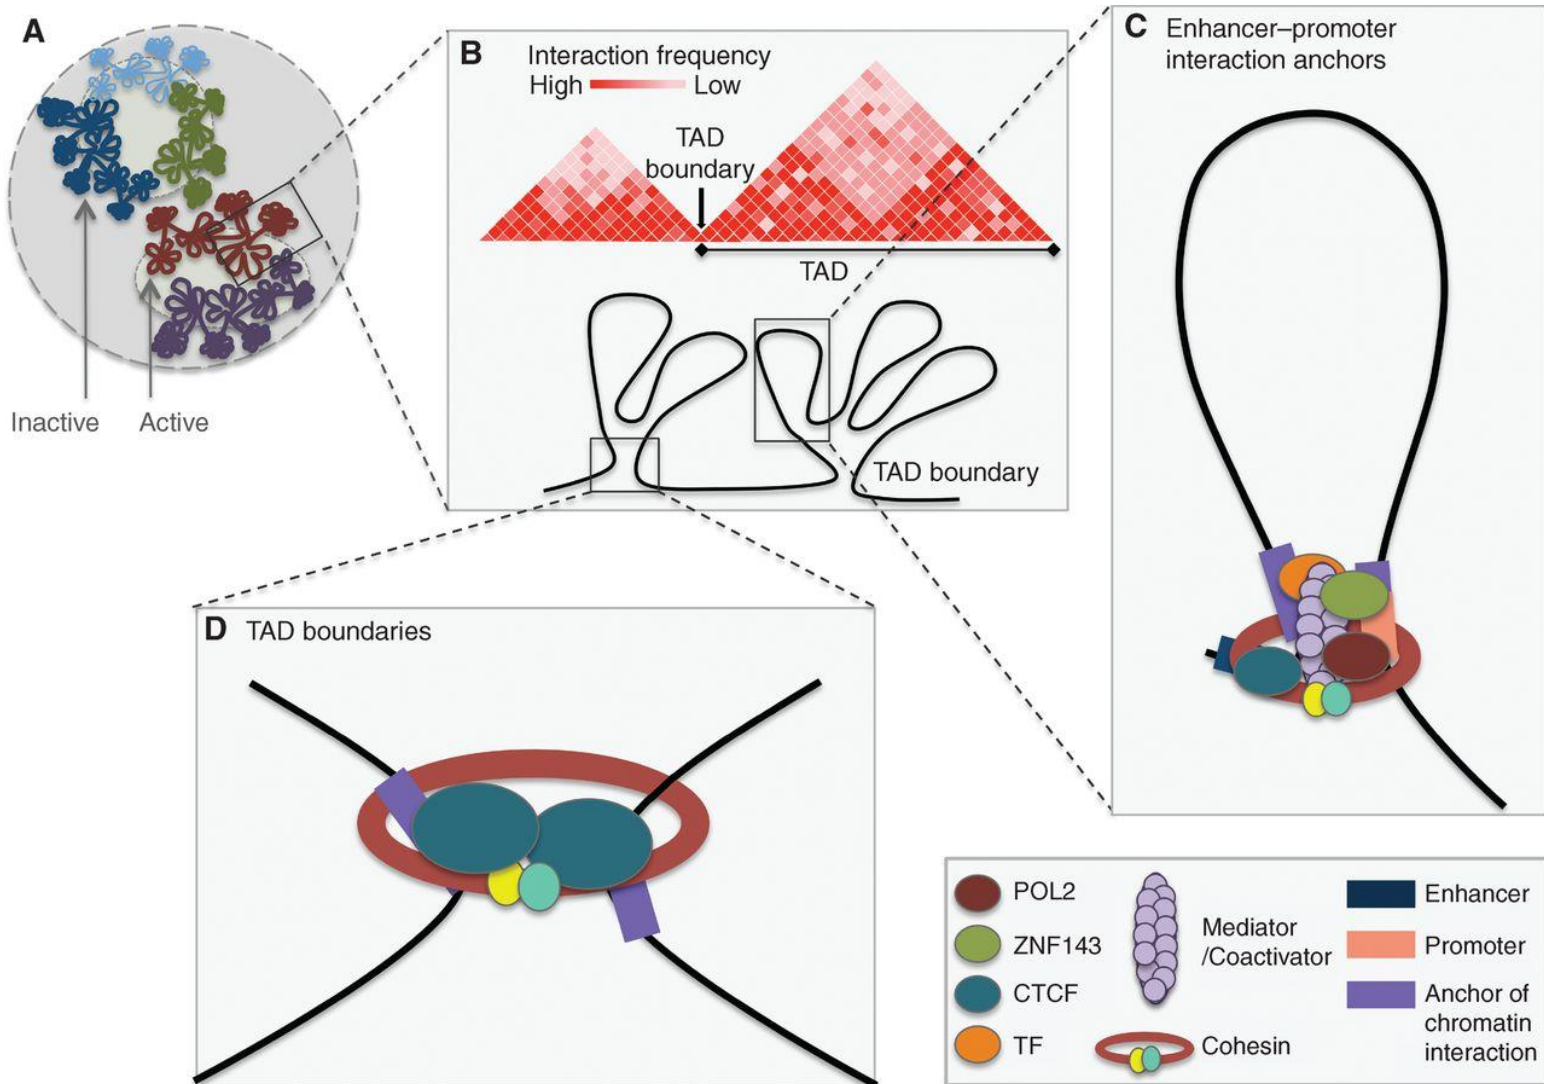 A
Inactive
Active
B
Interaction frequency
High
Low
TAD
boundary
TAD
TAD boundary
C
Enhancer–promoter
interaction anchors
D
TAD boundaries
POL2
ZNF143
CTCF
TF
Mediator
/Coactivator
Cohesin
Enhancer
Promoter
Anchor of
chromatin
interaction